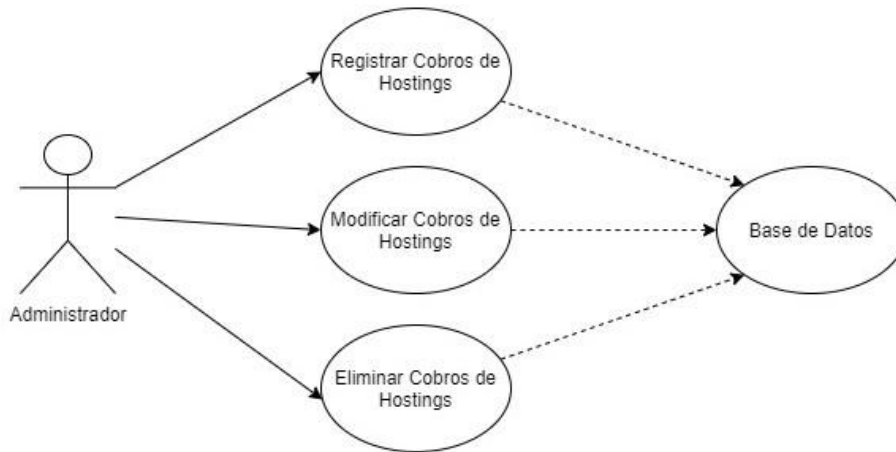 Registrar Cobros de
Hostings
Modificar Cobros de
Hostings
Base de Datos
Administrador
Eliminar Cobros de
Hostings